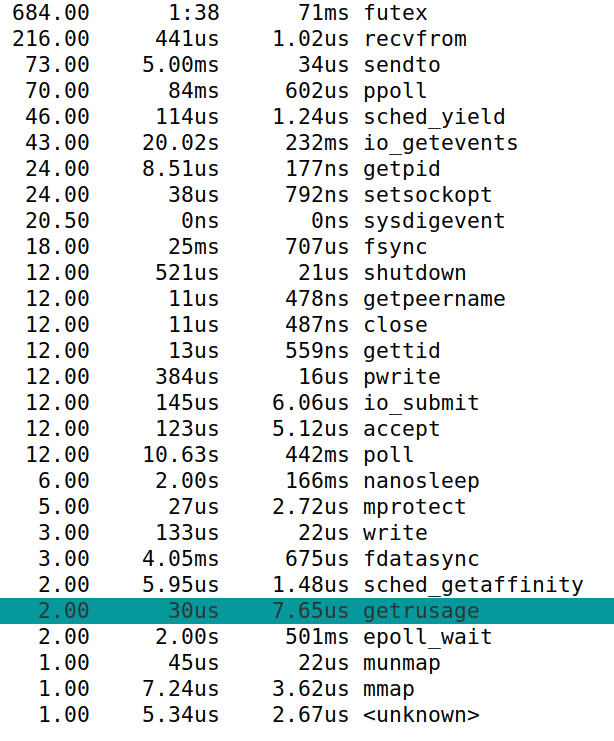 684.00 1:38 71ms futex
216.00 441us 1.02us recvfrom
73.00 5.00ms 34us sendto
70.00 84ms 602us ppoll
46.00 114us 1.24us sched_yield
43.00 20.02s 232ms io_getevents
24.00 8.51us 177ns getpid
24.00 38us 792ns setsockopt
20.50 0ns 0ns sysdigevent
18.00 25ms 707us fsync
12.00 521us 21us shutdown
12.00 11us 478ns getpeername
12.00 11us 487ns close
12.00 13us 559ns gettid
12.00 384us 16us pwrite
12.00 145us 6.06us io_submit
12.00 123us 5.12us accept
12.00 10.63s 442ms poll
6.00 2.00s 166ms nanosleep
5.00 27us 2.72us mprotect
3.00 133us 22us write
3.00 4.05ms 675us fdatasync
2.00 5.95us 1.48us sched_getaffinity
2.00 30us 7.65us getrusage
2.00 2.00s 501ms epoll_wait
1.00 45us 22us munmap
1.00 7.24us 3.62us mmap
1.00 5.34us 2.67us <unknown>